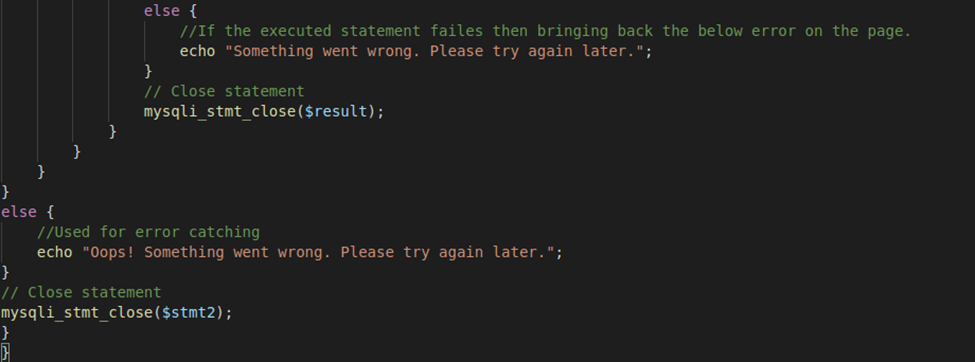 else {
//If the executed statement failes then bringing back the below error on the page.
echo "Something went wrong. Please try again later.";
}
// Close statement
mysqli_stmt_close($result);
}
}
}
}
else {
//Used for error catching
echo "Oops! Something went wrong. Please try again later.";
}
// Close statement
mysqli_stmt_close($stmt2);
}
}